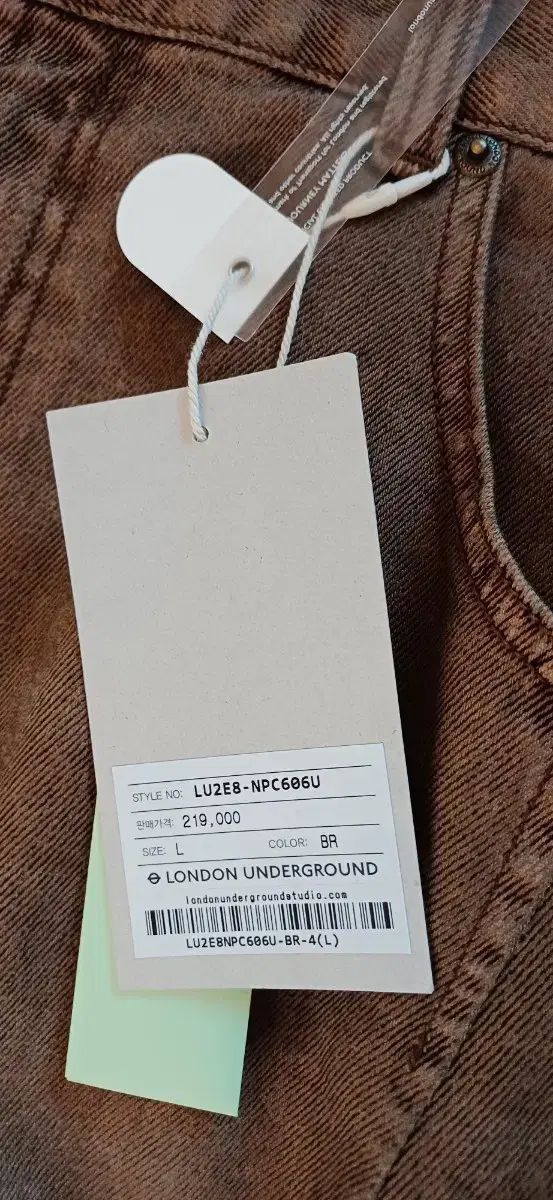 STYLE NO: LU2E8-NPC606U
판매가격: 219,000
SIZE: L COLOR: BR
LONDON UNDERGROUND
londonundergroundstudio.com
LU2E8NPC606U-BR-4(L)